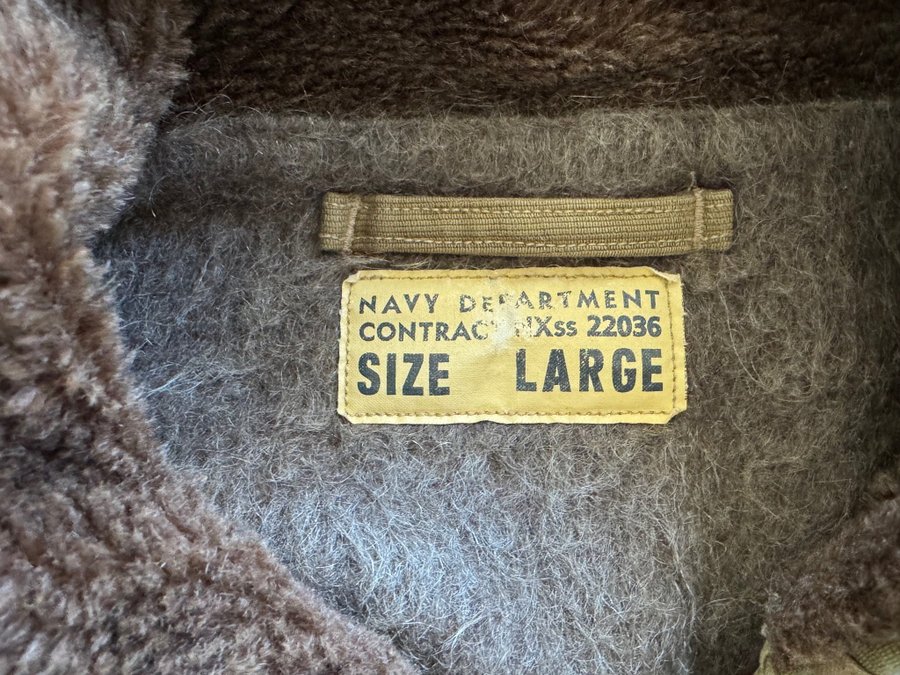 NAVY DEPARTMENT
CONTRACT NXss 22036
SIZE LARGE